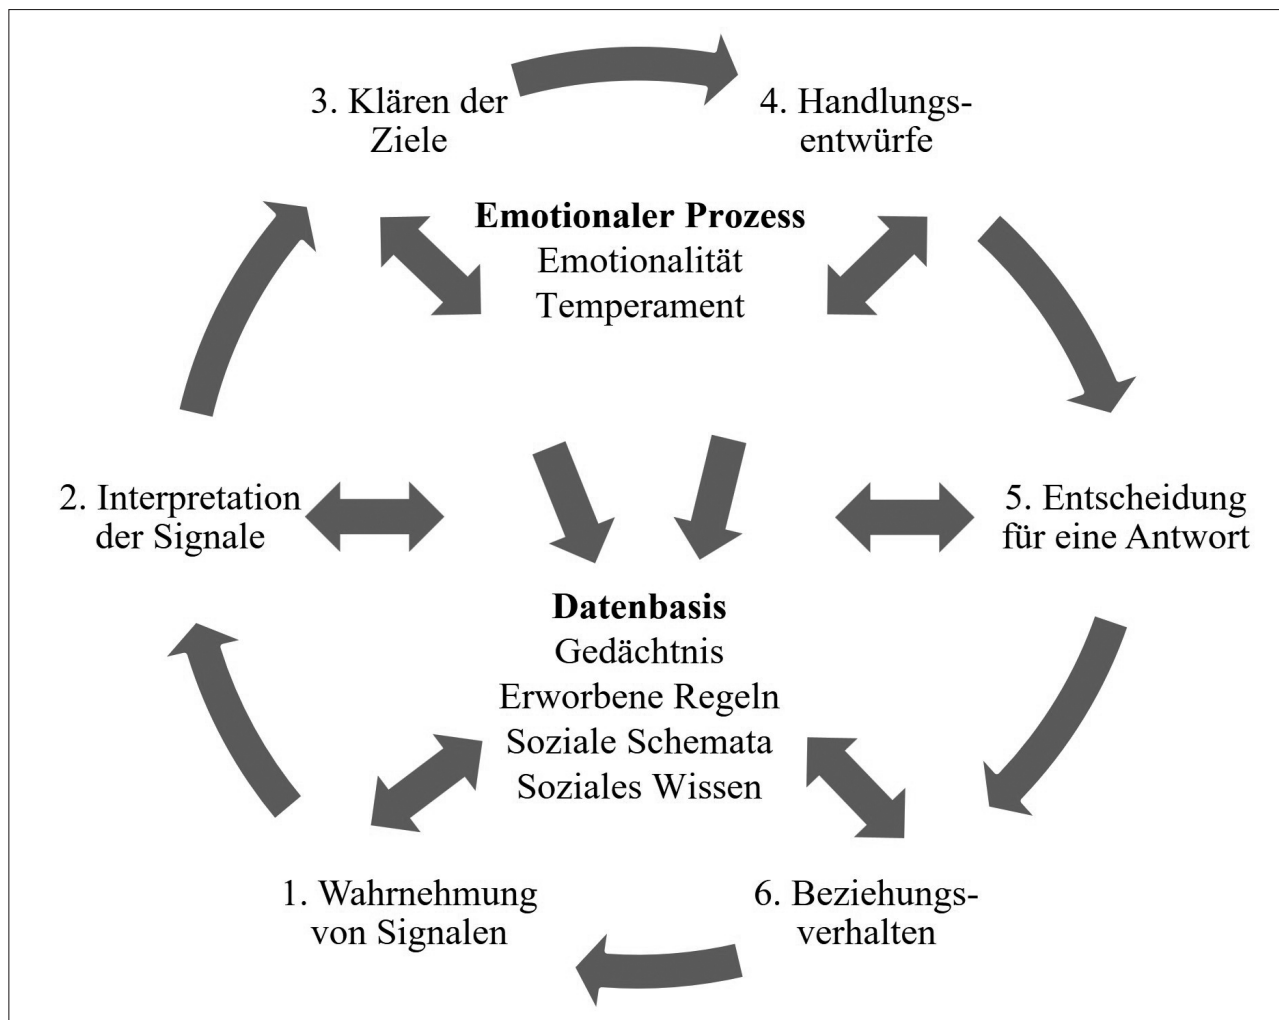 3. Klären der
Ziele
4. Handlungs-
entwürfe
Emotionaler Prozess
Emotionalität
Temperament
2. Interpretation
der Signale
5. Entscheidung
für eine Antwort
Datenbasis
Gedächtnis
Erworbene Regeln
Soziale Schemata
Soziales Wissen
1. Wahrnehmung
von Signalen
6. Beziehungs-
verhalten